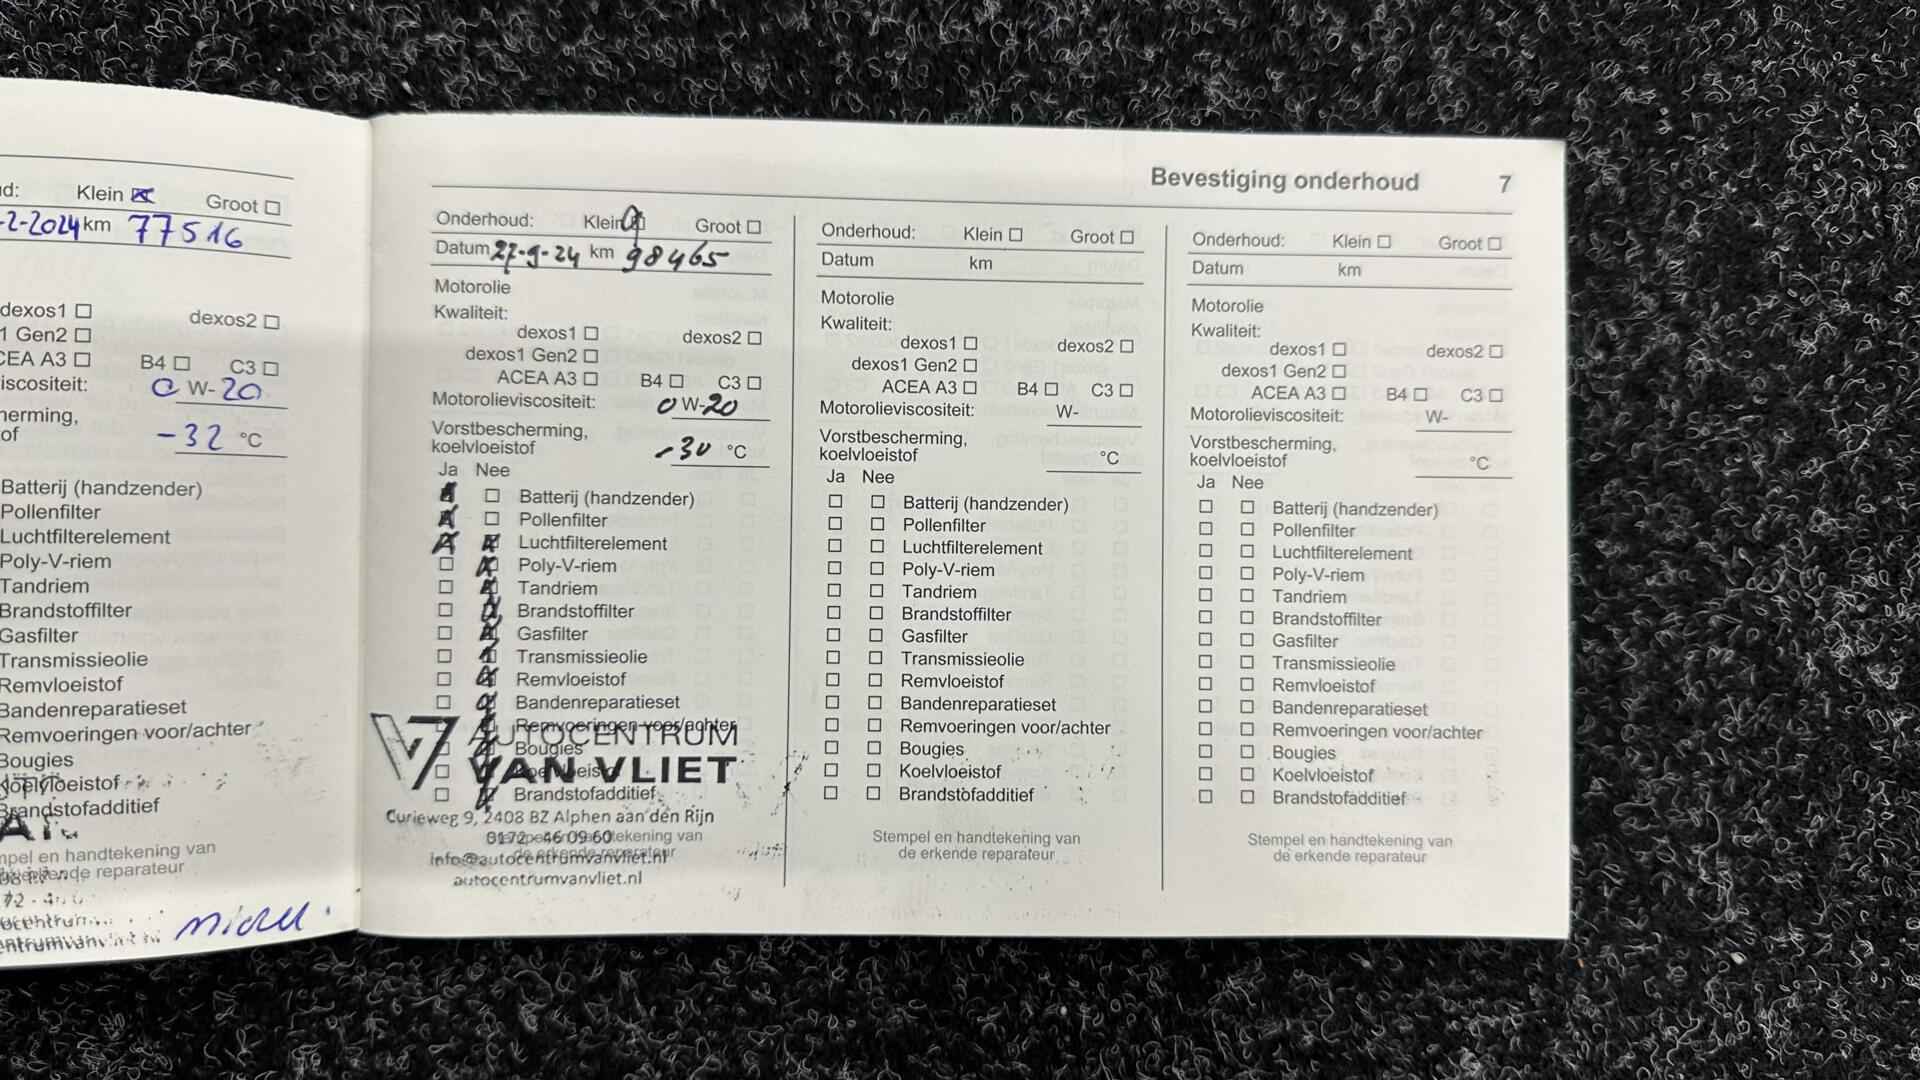 d: Klein Groot
-2-2024 km 77516
dexos1 dexos2
1 Gen2
CEA A3 B4 C3
iscositeit: 0 W-20
herming,
of -32 °C
Batterij (handzender)
Pollenfilter
Luchtfilterelement
Poly-V-riem
Tandriem
Brandstoffilter
Gasfilter
Transmissieolie
Remvloeistof
Bandenreparatieset
Remvoeringen voor/achter
Bougies
Koelvloeistof
Brandstofadditief
mpel en handtekening van
erkende reparateur
Bevestiging onderhoud 7
Onderhoud: Klein Groot
Datum 27-9-24 km 98465
Motorolie
Kwaliteit:
dexos1 dexos2
dexos1 Gen2
ACEA A3 B4 C3
Motorolieviscositeit: 0 W-20
Vorstbescherming,
koelvloeistof -30 °C
Ja Nee
Batterij (handzender)
Pollenfilter
Luchtfilterelement
Poly-V-riem
Tandriem
Brandstoffilter
Gasfilter
Transmissieolie
Remvloeistof
Bandenreparatieset
Remvoeringen voor/achter
Bougies
Koelvloeistof
Brandstofadditief
AUTOCENTRUM
VAN VLIET
Curieweg 9, 2408 BZ Alphen aan den Rijn
0172 - 46 09 60
info@autocentrumvanvliet.nl
autocentrumvanvliet.nl
Stempel en handtekening van
de erkende reparateur
Onderhoud: Klein Groot
Datum km
Motorolie
Kwaliteit:
dexos1 dexos2
dexos1 Gen2
ACEA A3 B4 C3
Motorolieviscositeit: W-
Vorstbescherming,
koelvloeistof °C
Ja Nee
Batterij (handzender)
Pollenfilter
Luchtfilterelement
Poly-V-riem
Tandriem
Brandstoffilter
Gasfilter
Transmissieolie
Remvloeistof
Bandenreparatieset
Remvoeringen voor/achter
Bougies
Koelvloeistof
Brandstofadditief
Stempel en handtekening van
de erkende reparateur
Onderhoud: Klein Groot
Datum km
Motorolie
Kwaliteit:
dexos1 dexos2
dexos1 Gen2
ACEA A3 B4 C3
Motorolieviscositeit: W-
Vorstbescherming,
koelvloeistof °C
Ja Nee
Batterij (handzender)
Pollenfilter
Luchtfilterelement
Poly-V-riem
Tandriem
Brandstoffilter
Gasfilter
Transmissieolie
Remvloeistof
Bandenreparatieset
Remvoeringen voor/achter
Bougies
Koelvloeistof
Brandstofadditief
Stempel en handtekening van
de erkende reparateur